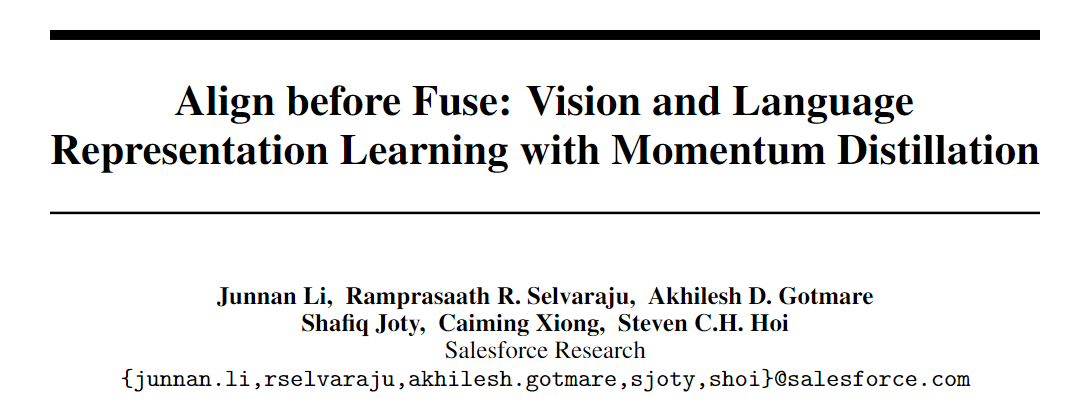 Align before Fuse: Vision and Language
Representation Learning with Momentum Distillation
Junnan Li, Ramprasaath R. Selvaraju, Akhilesh D. Gotmare
Shafiq Joty, Caiming Xiong, Steven C.H. Hoi
Salesforce Research
{junnan.li,rselvaraju,akhilesh.gotmare,sjoty,shoi}@salesforce.com